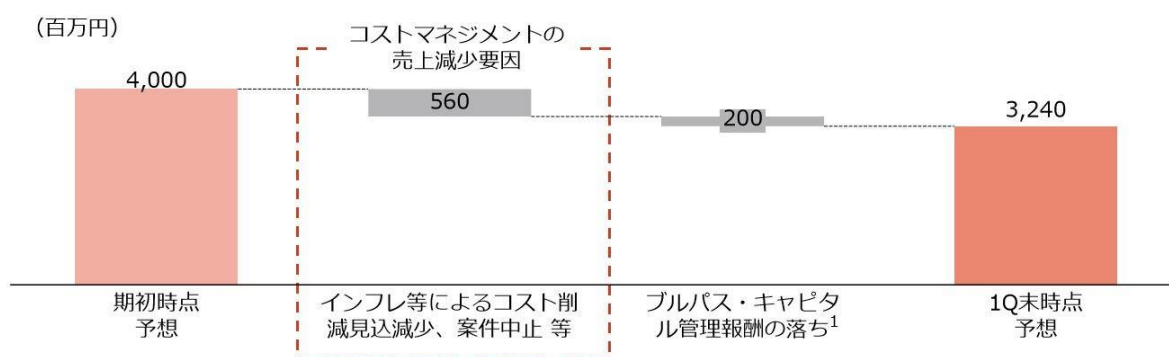 （百万円）
コストマネジメントの
売上減少要因
4,000
560
200
3,240
期初時点
予想
インフレ等によるコスト削
減見込減少、案件中止 等
ブルパス・キャピタ
ル管理報酬の落ち1
1Q末時点
予想